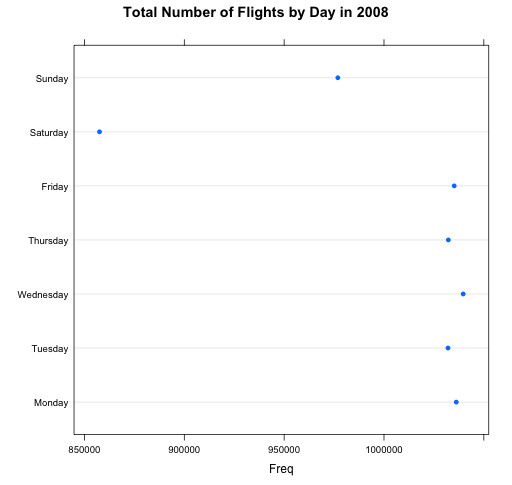 Total Number of Flights by Day in 2008
Sunday
Saturday
Friday
Thursday
Wednesday
Tuesday
Monday
850000 900000 950000 1000000
Freq